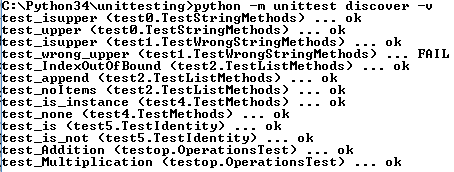 C:\Python34\unittesting>python -m unittest discover -v
test_isupper (test0.TestStringMethods) ... ok
test_upper (test0.TestStringMethods) ... ok
test_isupper (test1.TestWrongStringMethods) ... ok
test_wrong_upper (test1.TestWrongStringMethods) ... FAIL
test_IndexOutOfBound (test2.TestListMethods) ... ok
test_append (test2.TestListMethods) ... ok
test_noItems (test2.TestListMethods) ... ok
test_is_instance (test4.TestMethods) ... ok
test_none (test4.TestMethods) ... ok
test_is (test5.TestIdentity) ... ok
test_is_not (test5.TestIdentity) ... ok
test_Addition (testop.OperationsTest) ... ok
test_Multiplication (testop.OperationsTest) ... ok